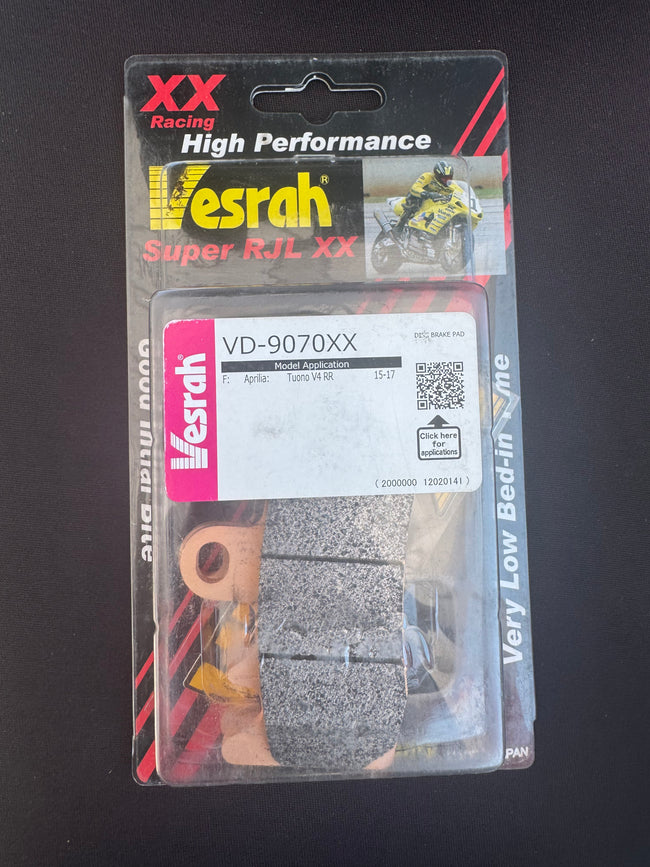 XX
Racing
High Performance
Vesrah®
Super RJL XX
Vesrah®
VD-9070XX
DISC BRAKE PAD
Model Application
F: Aprilia: Tuono V4 RR 15-17
Click here
for
applications
( 2000000 1202014I )
Good Initial Bite
Very Low Bed-in Time
PAN